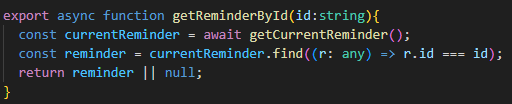 export async function getReminderById(id:string){
  const currentReminder = await getCurrentReminder();
  const reminder = currentReminder.find((r: any) => r.id === id);
  return reminder || null;
}